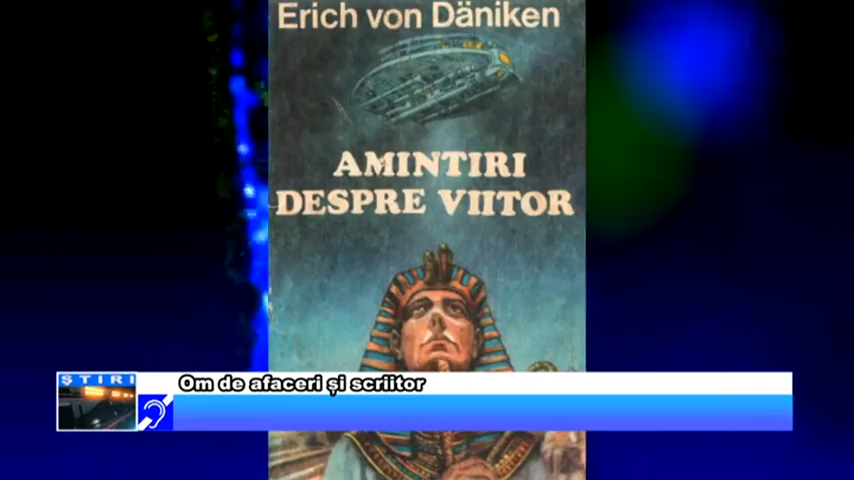 Erich von Däniken
AMINTIRI
DESPRE VIITOR
ȘTIRI
Om de afaceri și scriitor